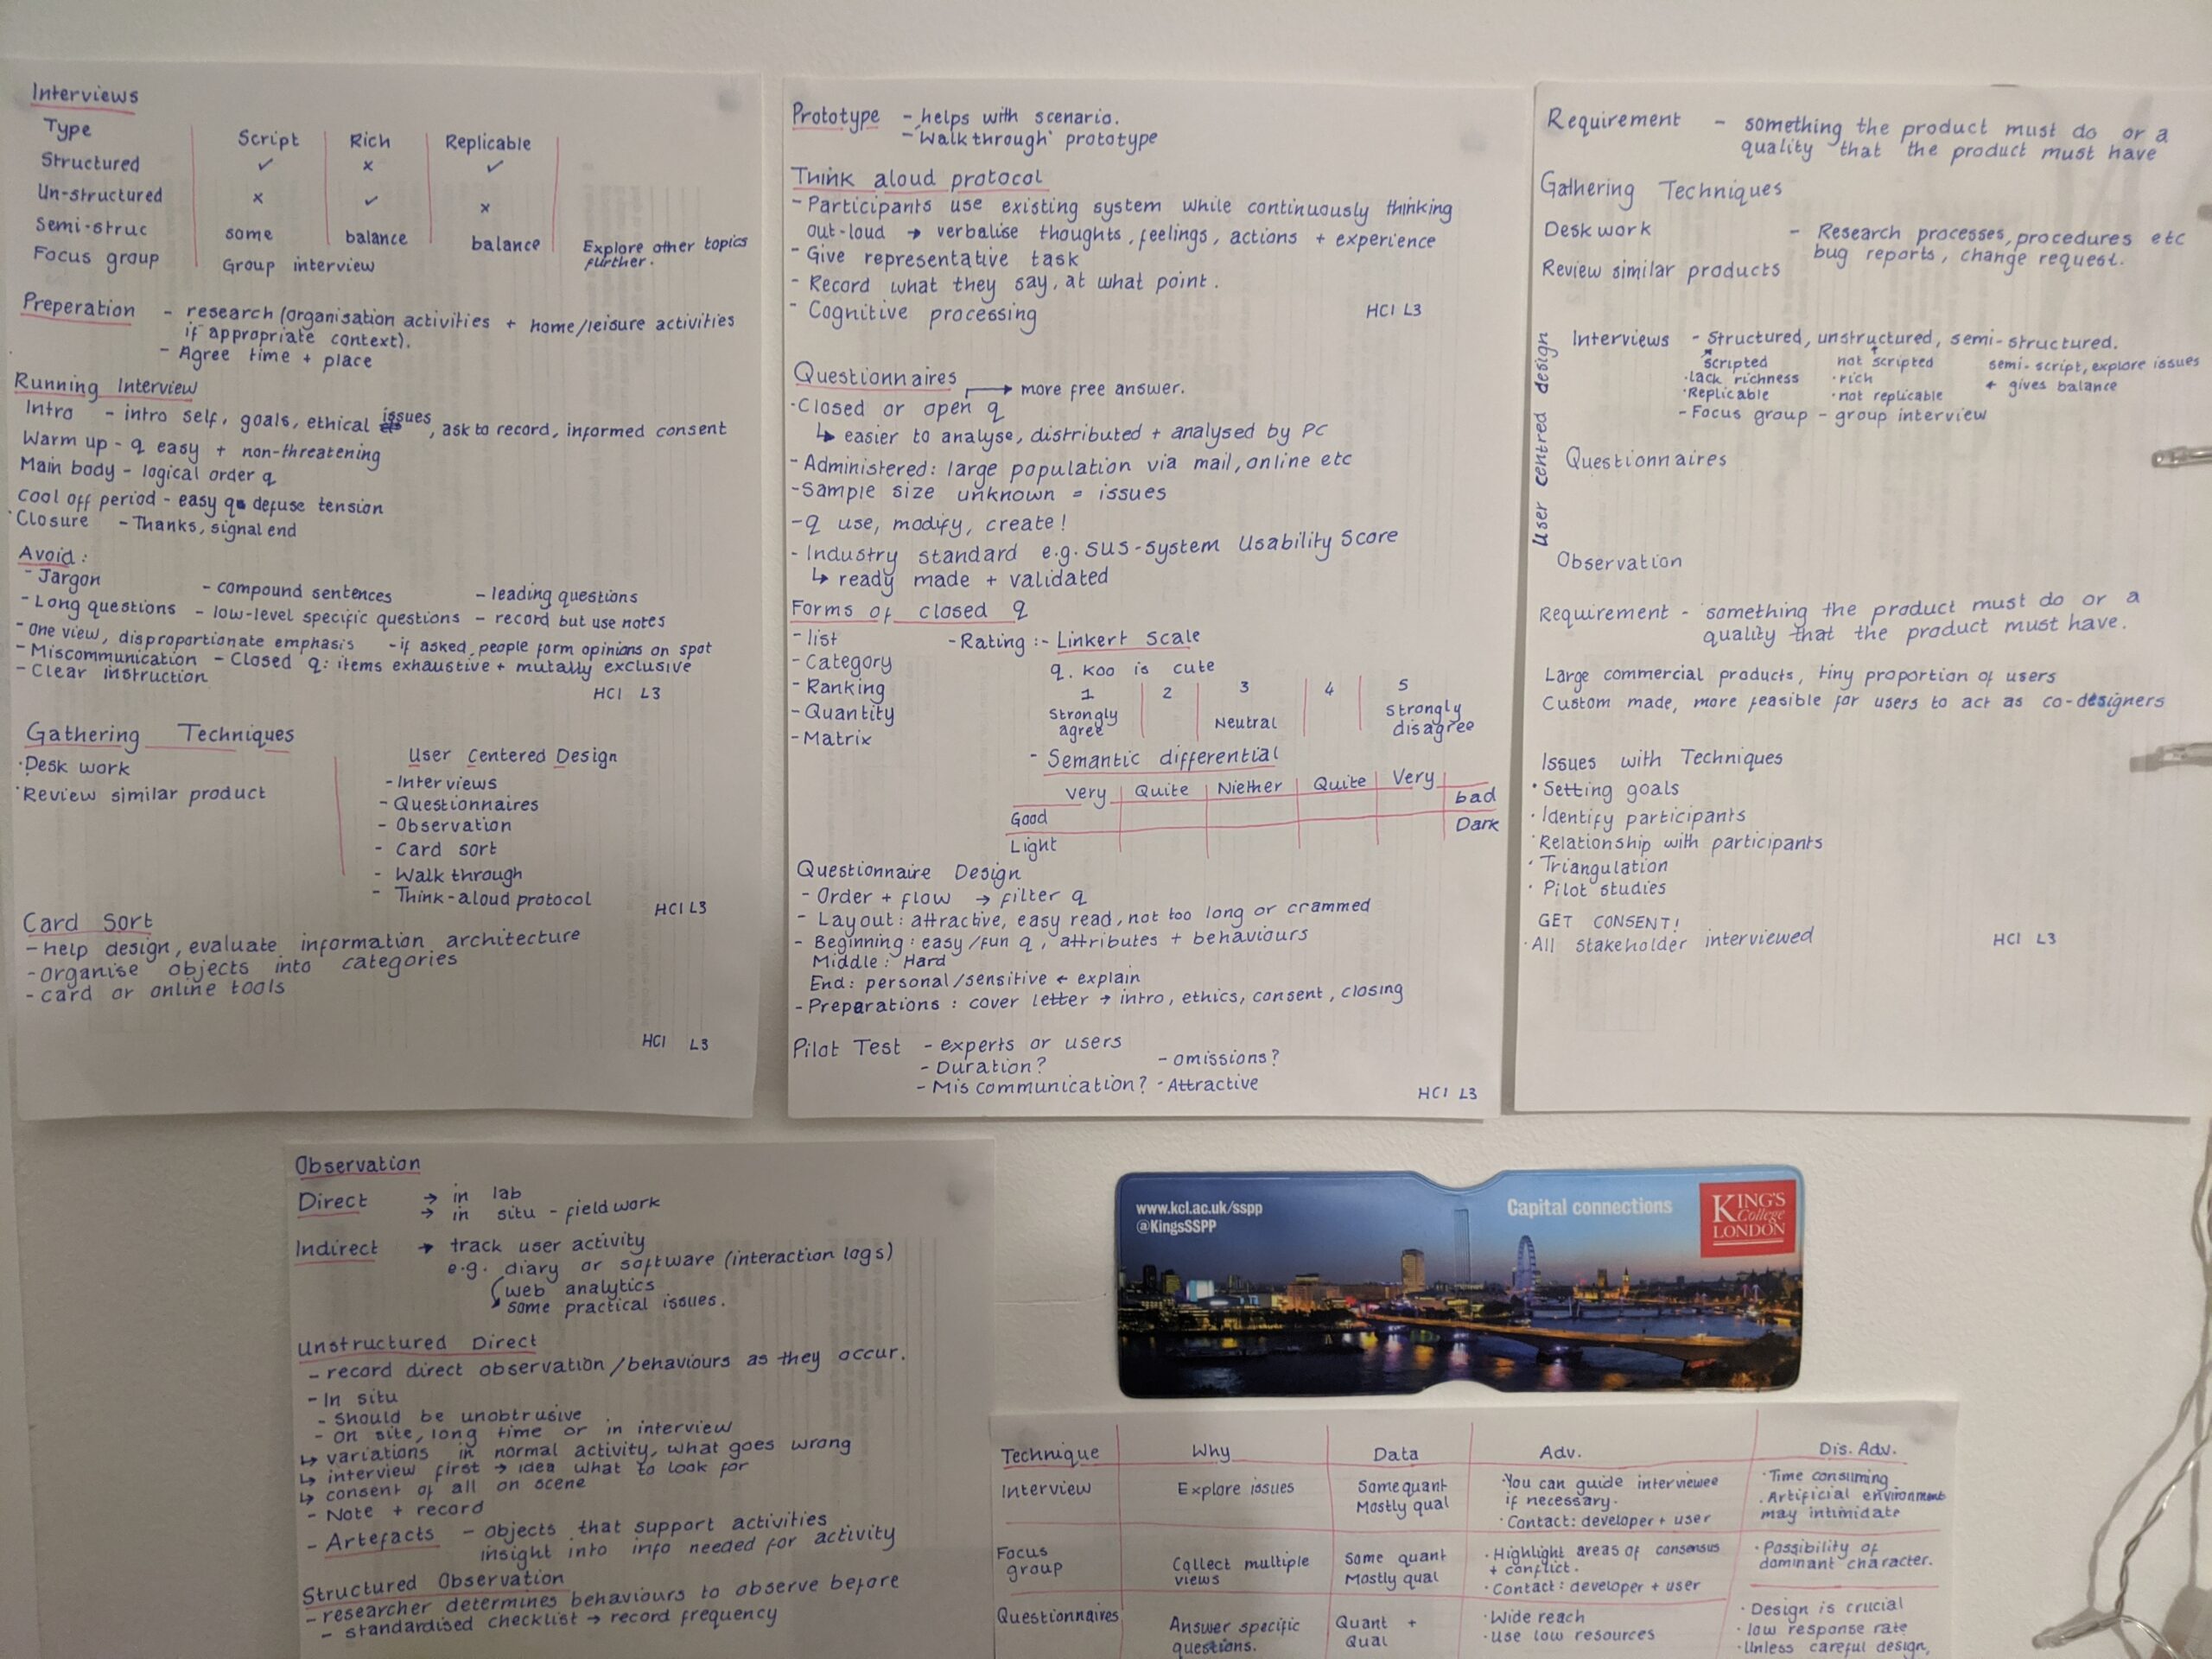 Interviews
Type Script Rich Replicable
Structured ✓ x ✓
Un-structured x ✓ x
Semi-struc some balance balance Explore other topics
further.
Focus group Group interview
Preperation - research (organisation activities + home/leisure activities
if appropriate context).
- Agree time + place
Running Interview
Intro - intro self, goals, ethical issues, ask to record, informed consent
Warm up - q easy + non-threatening
Main body - logical order q
Cool off period - easy q defuse tension
Closure - Thanks, signal end
Avoid:
- Jargon - compound sentences - leading questions
- Long questions - low-level specific questions - record but use notes
- One view, disproportionate emphasis - if asked, people form opinions on spot
- Miscommunication - Closed q: items exhaustive + mutally exclusive
- Clear instruction
HCI L3
Gathering Techniques
· Desk work
· Review similar product
User Centered Design
- Interviews
- Questionnaires
- Observation
- Card sort
- Walk through
- Think-aloud protocol
HCI L3
Card Sort
- help design, evaluate information architecture
- organise objects into categories
- card or online tools
HCI L3
Prototype - helps with scenario.
- 'Walk through' prototype
Think aloud protocol
- Participants use existing system while continuously thinking
out-loud → verbalise thoughts, feelings, actions + experience
- Give representative task
- Record what they say, at what point.
- Cognitive processing
HCI L3
Questionnaires
→ more free answer.
· Closed or open q
↳ easier to analyse, distributed + analysed by PC
- Administered: large population via mail, online etc
- Sample size unknown = issues
- q use, modify, create!
- Industry standard e.g. SUS-System Usability Score
↳ ready made + validated
Forms of closed q
- list
- Category
- Ranking
- Quantity
- Matrix
- Rating :- Linkert Scale
q. Koo is cute
1 2 3 4 5
Strongly agree Neutral Strongly disagree
- Semantic differential
Very Quite Niether Quite Very
Good bad
Light Dark
Questionnaire Design
- Order + flow → filter q
- Layout: attractive, easy read, not too long or crammed
- Beginning: easy/fun q, attributes + behaviours
Middle: Hard
End: personal/sensitive ← explain
- Preparations: cover letter → intro, ethics, consent, closing
Pilot Test - experts or users
- Duration? - omissions?
- Mis communication? - Attractive
HCI L3
Requirement - something the product must do or a
quality that the product must have
Gathering Techniques
Desk work - Research processes, procedures etc
bug reports, change request.
Review similar products
User centred design
Interviews - Structured, unstructured, semi-structured.
scripted not scripted semi-script, explore issues
· lack richness · rich + gives balance
· Replicable · not replicable
- Focus group - group interview
Questionnaires
Observation
Requirement - something the product must do or a
quality that the product must have.
Large commercial products, tiny proportion of users
Custom made, more feasible for users to act as co-designers
Issues with Techniques
· Setting goals
· Identify participants
· Relationship with participants
· Triangulation
· Pilot studies
GET CONSENT!
· All stakeholder interviewed
HCI L3
Observation
Direct → in lab
→ in situ - field work
Indirect → track user activity
e.g. diary or software (interaction logs)
web analytics
some practical issues.
Unstructured Direct
- record direct observation/behaviours as they occur.
- In situ
- Should be unobtrusive
- On site, long time or in interview
↳ variations in normal activity, what goes wrong
↳ interview first → idea what to look for
↳ consent of all on scene
- Note + record
- Artefacts - objects that support activities
insight into info needed for activity
Structured Observation
- researcher determines behaviours to observe before
- standardised checklist → record frequency
www.kcl.ac.uk/sspp
@KingsSSPP
Capital connections
KING'S
College
LONDON
Technique Why Data Adv. Dis. Adv.
Interview Explore issues
Some quant
Mostly qual
· You can guide interviewee
if necessary.
· Contact: developer + user
· Time consuming
· Artificial environment
may intimidate
Focus
group
Collect multiple
views
Some quant
Mostly qual
· Highlight areas of consensus
+ conflict.
· Contact: developer + user
· Possibility of
dominant character.
Questionnaires
Answer specific
questions.
Quant +
Qual
· Wide reach
· Use low resources
· Design is crucial
· low response rate
· Unless careful design,